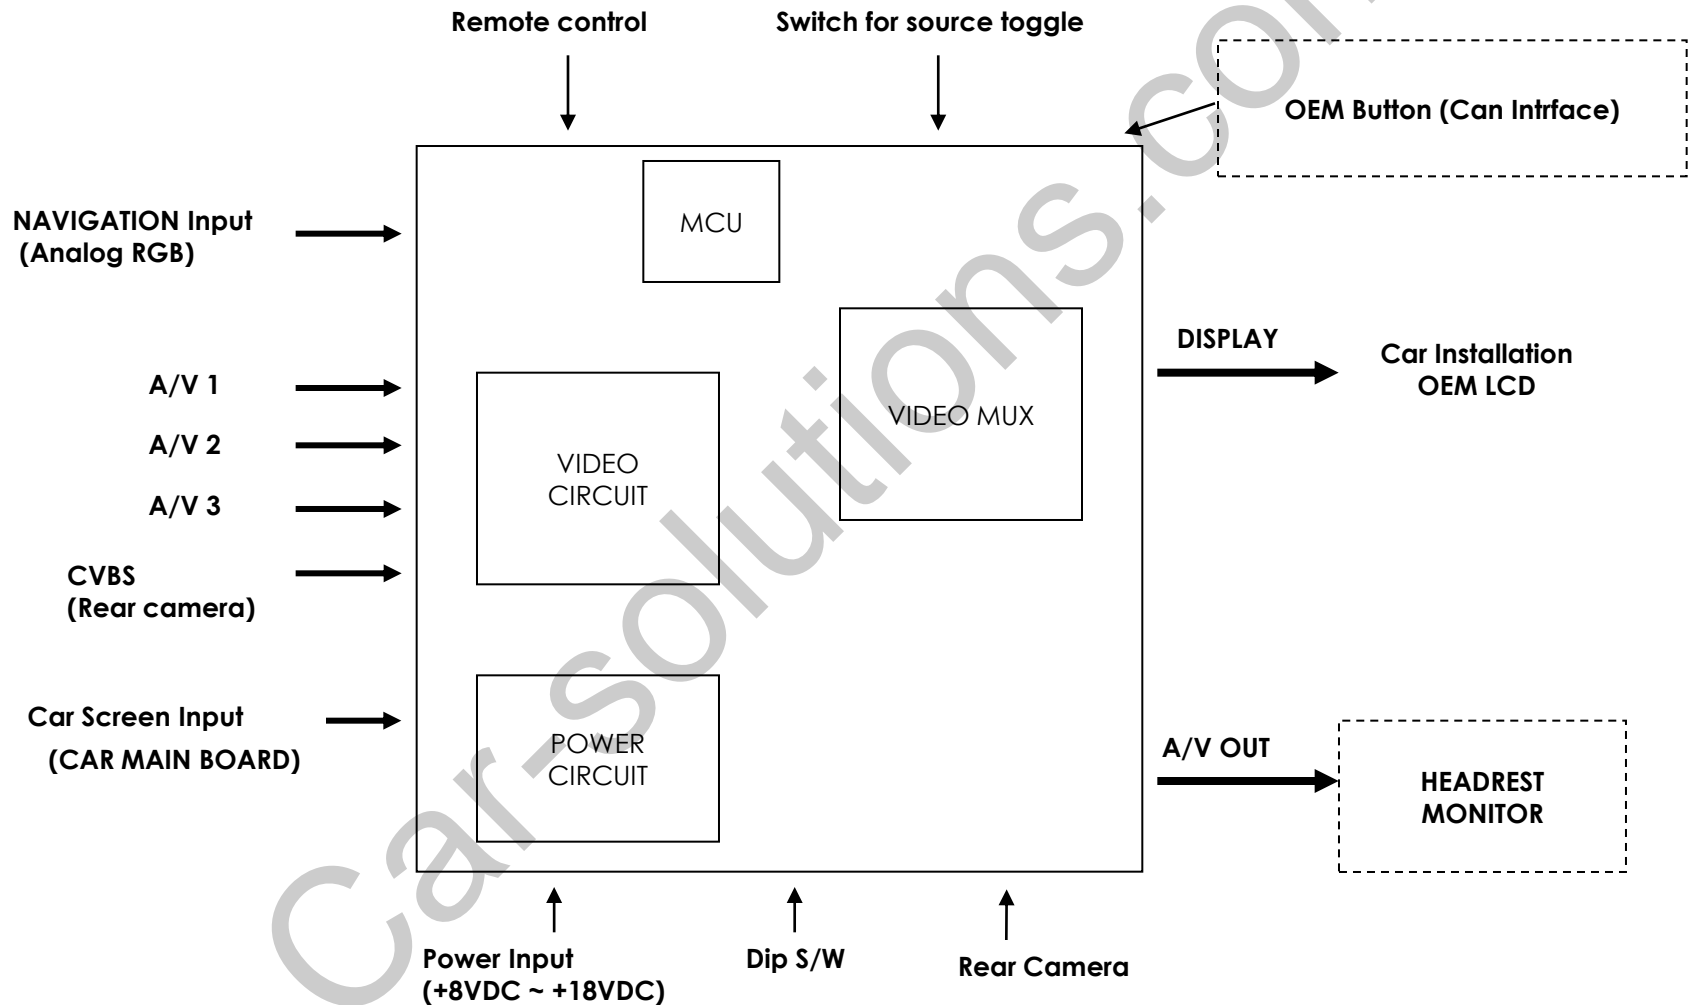 Remote control
Switch for source toggle
OEM Button (Can Intrface)
NAVIGATION Input
(Analog RGB)
MCU
DISPLAY
Car Installation
OEM LCD
A/V 1
A/V 2
A/V 3
VIDEO MUX
VIDEO
CIRCUIT
CVBS
(Rear camera)
Car Screen Input
(CAR MAIN BOARD)
POWER
CIRCUIT
A/V OUT
HEADREST
MONITOR
Power Input
(+8VDC ~ +18VDC)
Dip S/W
Rear Camera
Car-solutions.com